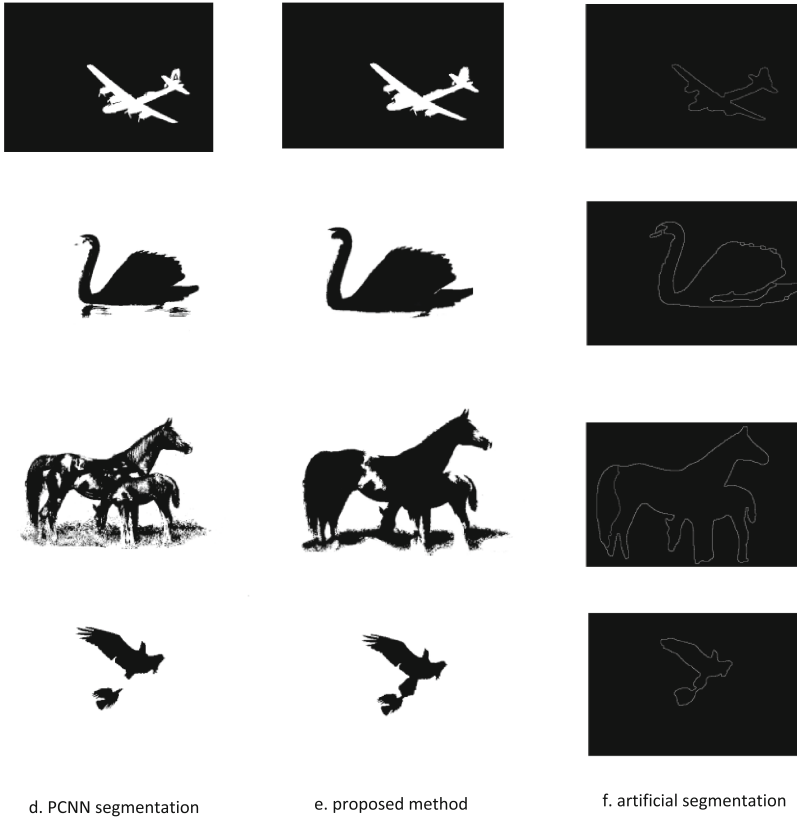 d. PCNN segmentation
e. proposed method
f. artificial segmentation